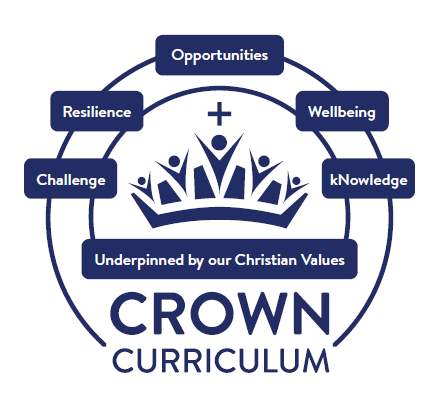 Opportunities
Resilience
Wellbeing
Challenge
kNowledge
Underpinned by our Christian Values
CROWN
CURRICULUM